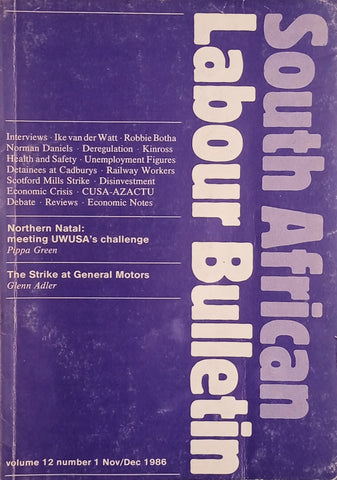 South African
Labour Bulletin
Interviews · Ike van der Watt · Robbie Botha
Norman Daniels · Deregulation · Kinross
Health and Safety · Unemployment Figures
Detainees at Cadburys · Railway Workers
Scotford Mills Strike · Disinvestment
Economic Crisis · CUSA-AZACTU
Debate · Reviews · Economic Notes
Northern Natal:
meeting UWUSA's challenge
Pippa Green
The Strike at General Motors
Glenn Adler
volume 12 number 1 Nov/Dec 1986